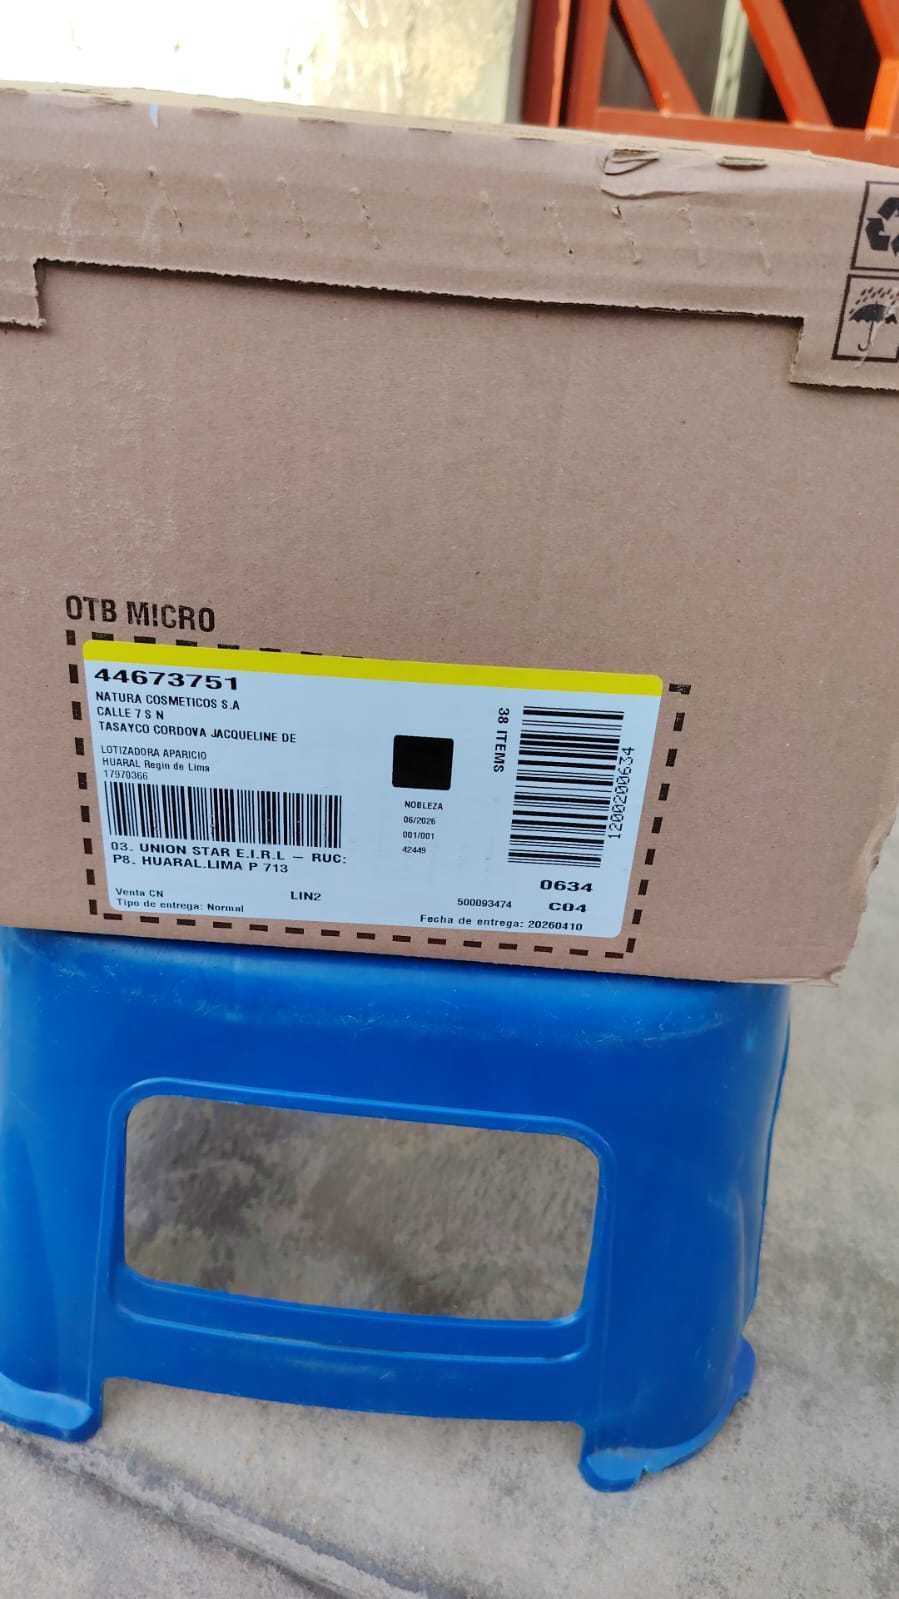 OTB MICRO
44673751
NATURA COSMETICOS S.A
CALLE 7 S N
TASAYCO CORDOVA JACQUELINE DE
LOTIZADORA APARICIO
HUARAL Regin de Lima
17970366
03. UNION STAR E.I.R.L – RUC:
P8. HUARAL.LIMA P 713
Venta CN
LIN2
Tipo de entrega: Normal
NOBLEZA
06/2026
001/001
42449
38 ITEMS
1200200634
0634
500093474
C04
Fecha de entrega: 20260410